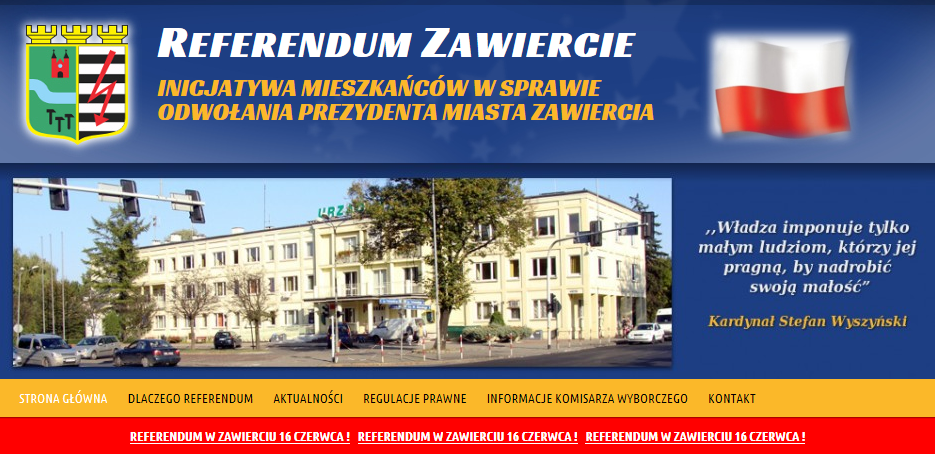 Referendum Zawiercie
INICJATYWA MIESZKAŃCÓW W SPRAWIE
ODWOŁANIA PREZYDENTA MIASTA ZAWIERCIA
,,Władza imponuje tylko
małym ludziom, którzy jej
pragną, by nadrobić
swoją małość”
Kardynał Stefan Wyszyński
STRONA GŁÓWNA DLACZEGO REFERENDUM AKTUALNOŚCI REGULACJE PRAWNE INFORMACJE KOMISARZA WYBORCZEGO KONTAKT
REFERENDUM W ZAWIERCIU 16 CZERWCA ! REFERENDUM W ZAWIERCIU 16 CZERWCA ! REFERENDUM W ZAWIERCIU 16 CZERWCA !